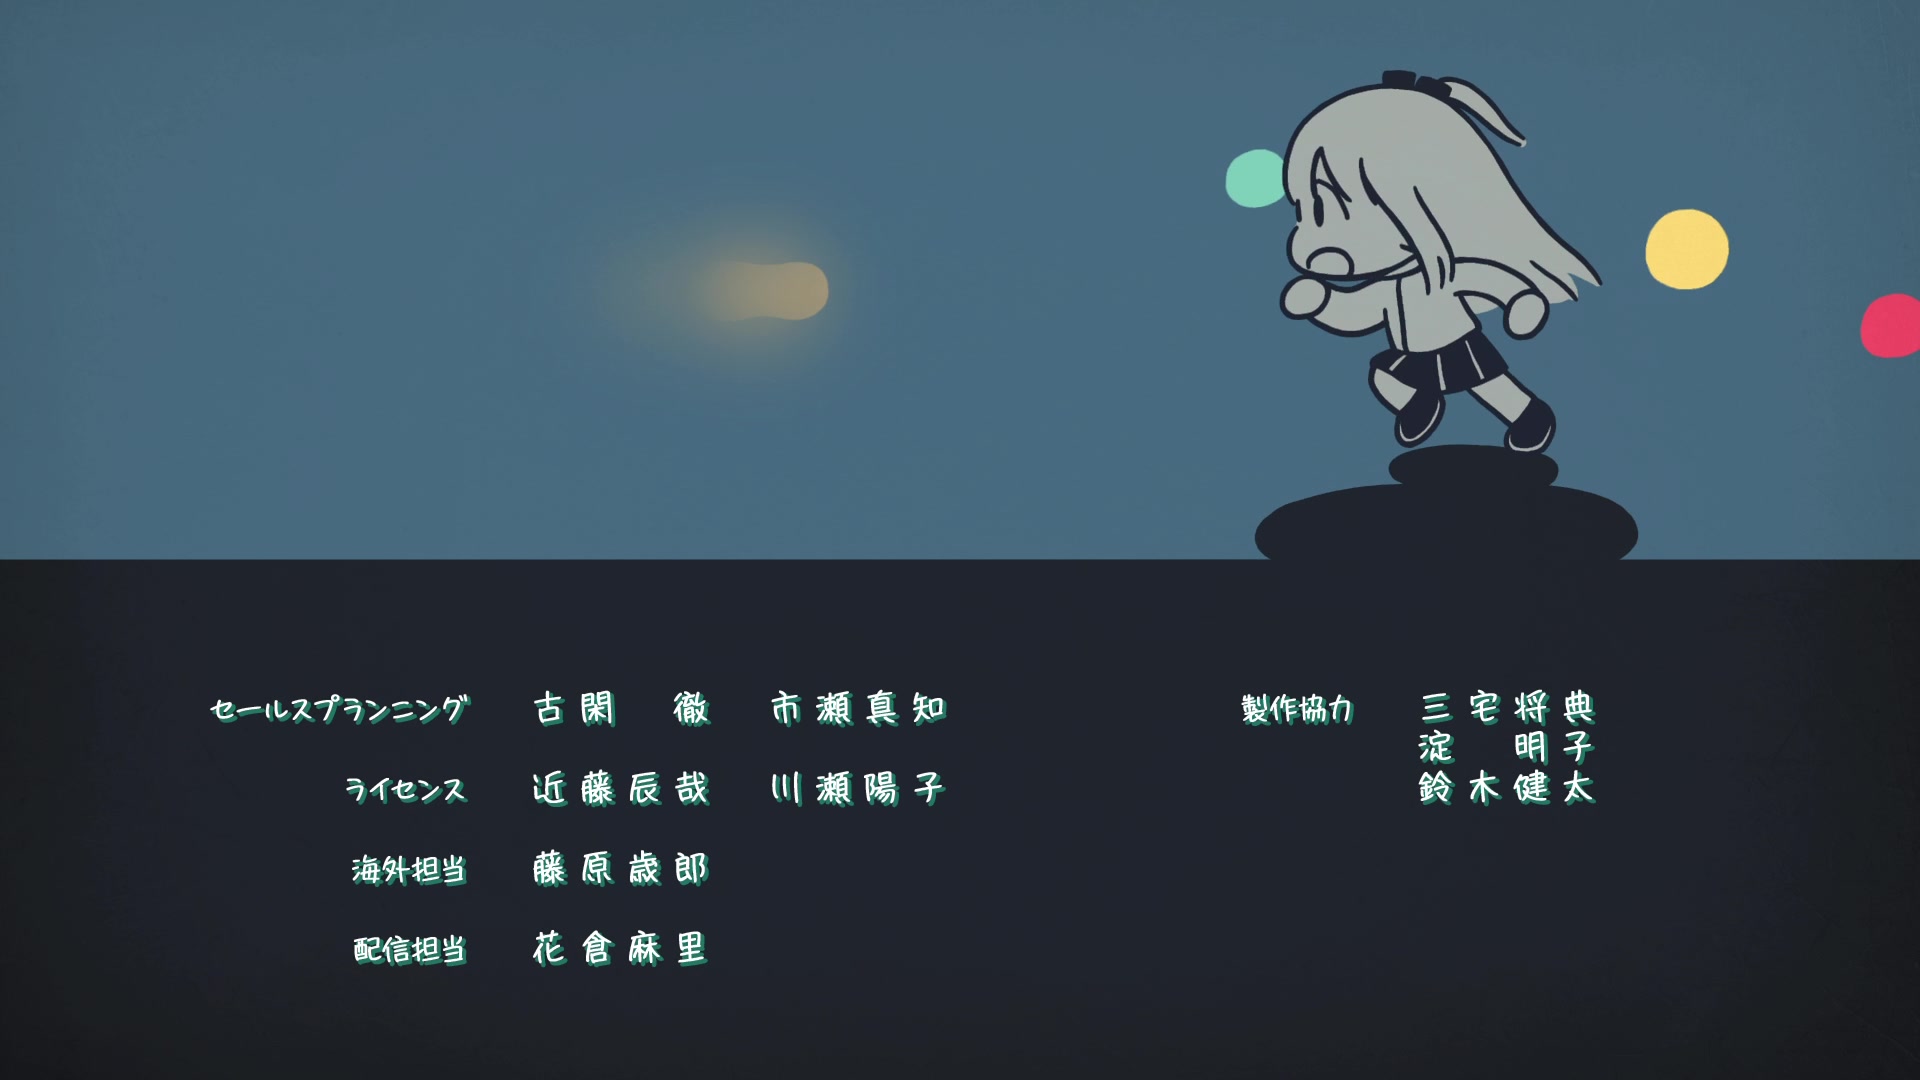 セールスプランニング 古閑 徹 市瀬真知
ライセンス 近藤辰哉 川瀬陽子
海外担当 藤原歳郎
配信担当 花倉麻里
製作協力 三宅将典
淀 明子
鈴木健太